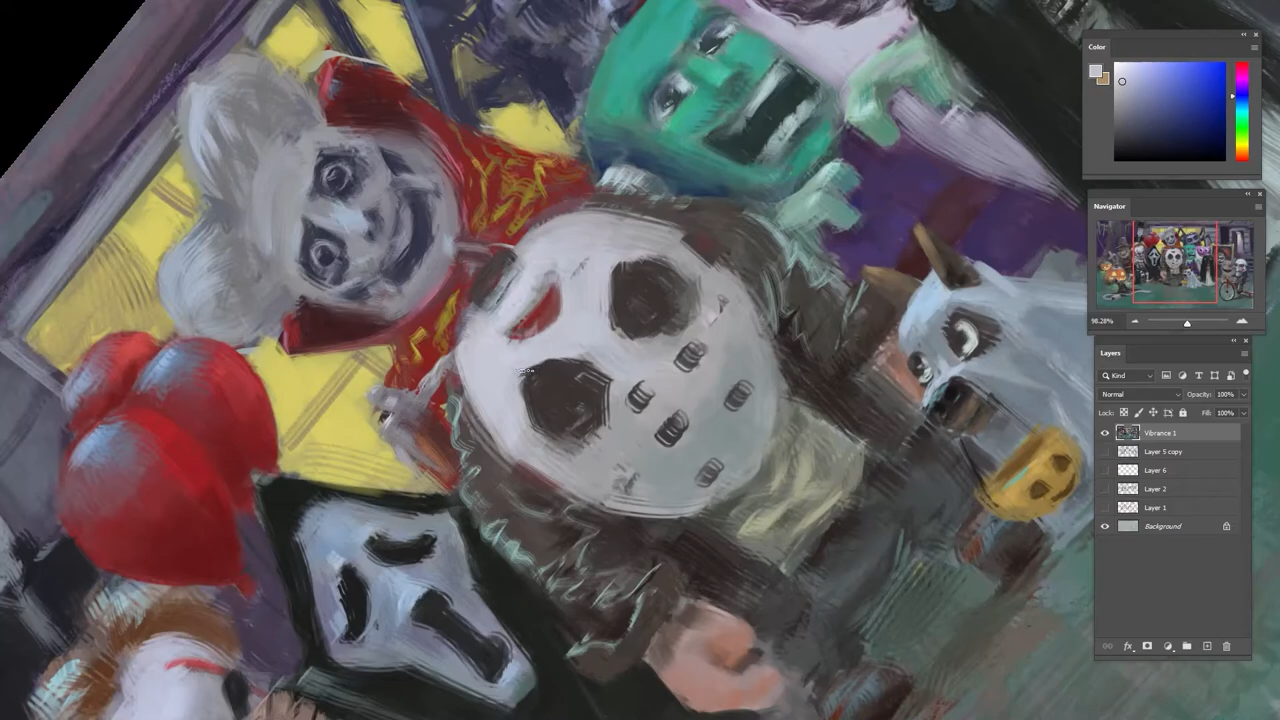 Color
Navigator
98.28%
Layers
Kind
Normal
Opacity: 100%
Lock:
Fill: 100%
Vibrance 1
Layer 5 copy
Layer 6
Layer 2
Layer 1
Background
fx